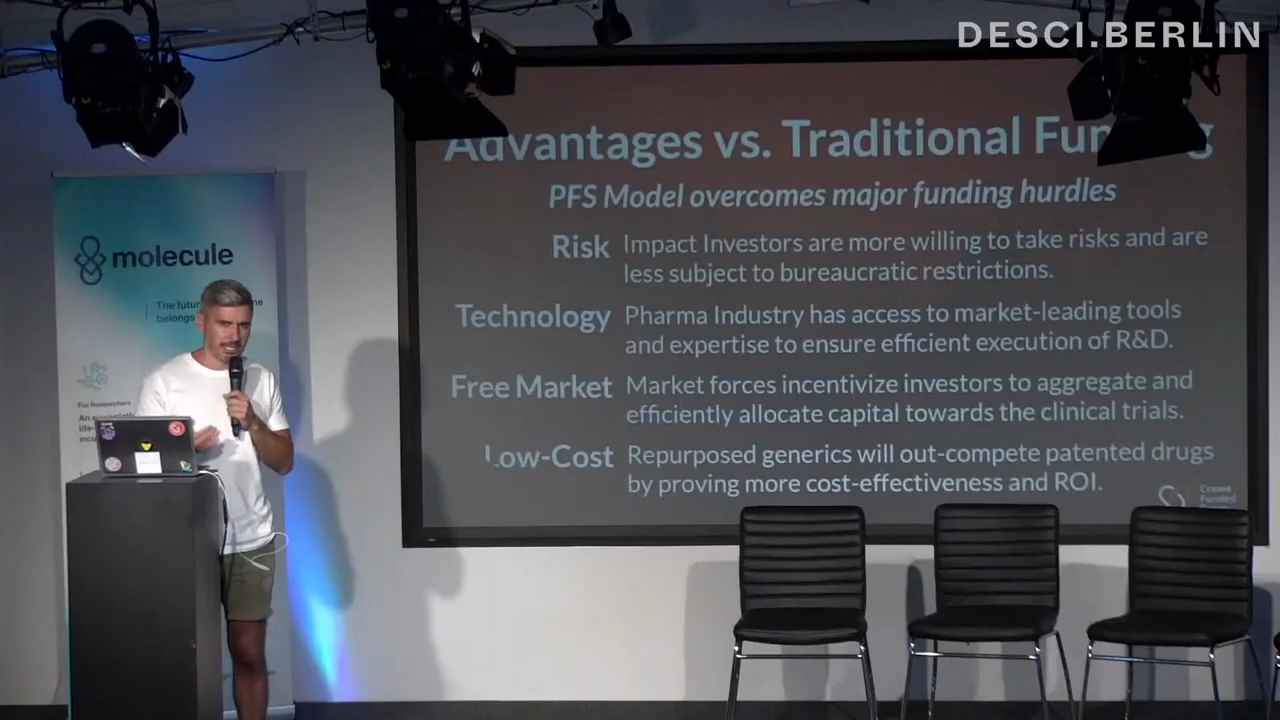 DESCI.BERLIN
Advantages vs. Traditional
PFS Model overcomes major funding hurdles
Risk Impact Investors are more willing to take risks and are
less subject to bureaucratic restrictions.
Technology Pharma Industry has access to market-leading tools
and expertise to ensure efficient execution of R&D.
Free Market Market forces incentivize investors to aggregate and
efficiently allocate capital towards the clinical trials.
Low-Cost Repurposed generics will out-compete patented drugs
by proving more cost-effectiveness and ROI.
Crowd
Funded
molecule
The
belongs
For Researchers